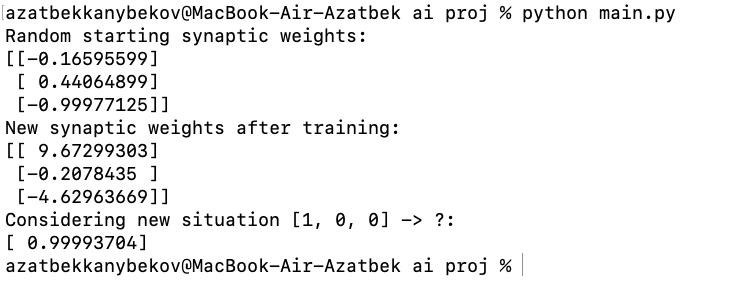 azatbekkanybekov@MacBook-Air-Azatbek ai proj % python main.py
Random starting synaptic weights:
[[-0.16595599]
 [ 0.44064899]
 [-0.99977125]]
New synaptic weights after training:
[[ 9.67299303]
 [-0.2078435 ]
 [-4.62963669]]
Considering new situation [1, 0, 0] -> ?:
[ 0.99993704]
azatbekkanybekov@MacBook-Air-Azatbek ai proj %